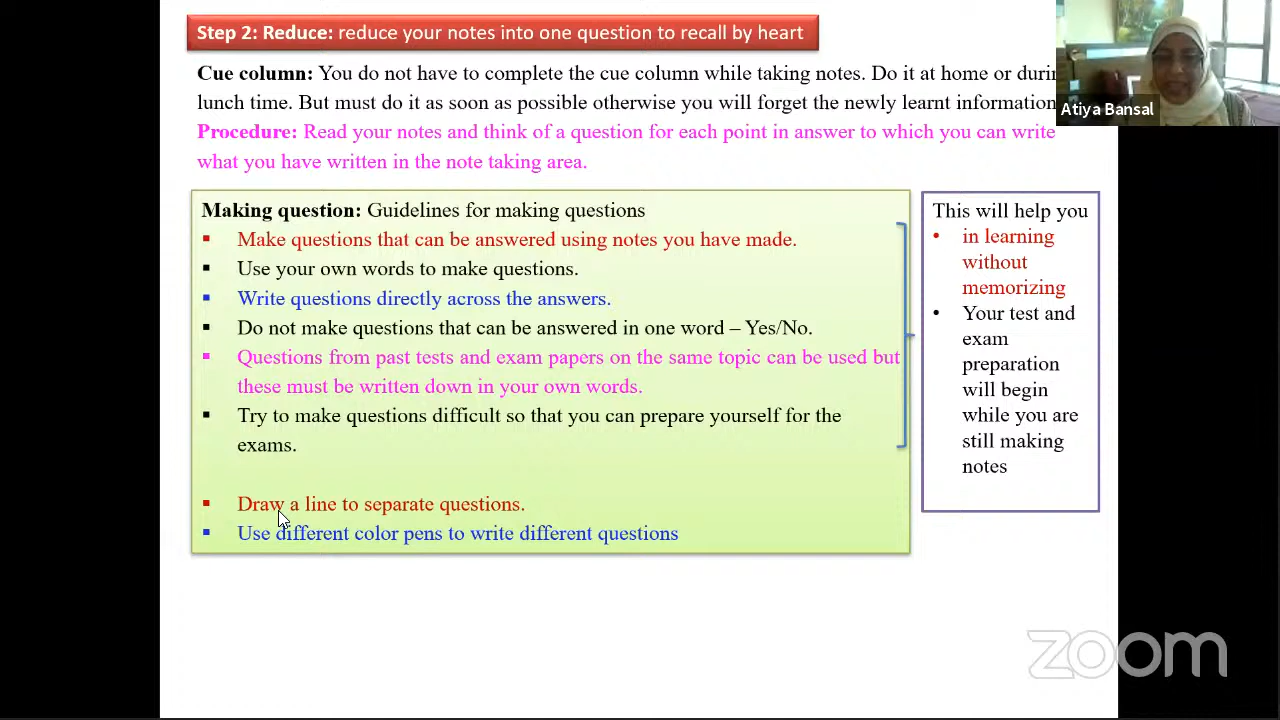 Step 2: Reduce: reduce your notes into one question to recall by heart
Cue column: You do not have to complete the cue column while taking notes. Do it at home or durin
lunch time. But must do it as soon as possible otherwise you will forget the newly learnt information
Atiya Bansal
Procedure: Read your notes and think of a question for each point in answer to which you can write
what you have written in the note taking area.
Making question: Guidelines for making questions
▪ Make questions that can be answered using notes you have made.
▪ Use your own words to make questions.
▪ Write questions directly across the answers.
▪ Do not make questions that can be answered in one word – Yes/No.
▪ Questions from past tests and exam papers on the same topic can be used but
these must be written down in your own words.
▪ Try to make questions difficult so that you can prepare yourself for the
exams.
▪ Draw a line to separate questions.
▪ Use different color pens to write different questions
This will help you
• in learning
without
memorizing
• Your test and
exam
preparation
will begin
while you are
still making
notes
zoom